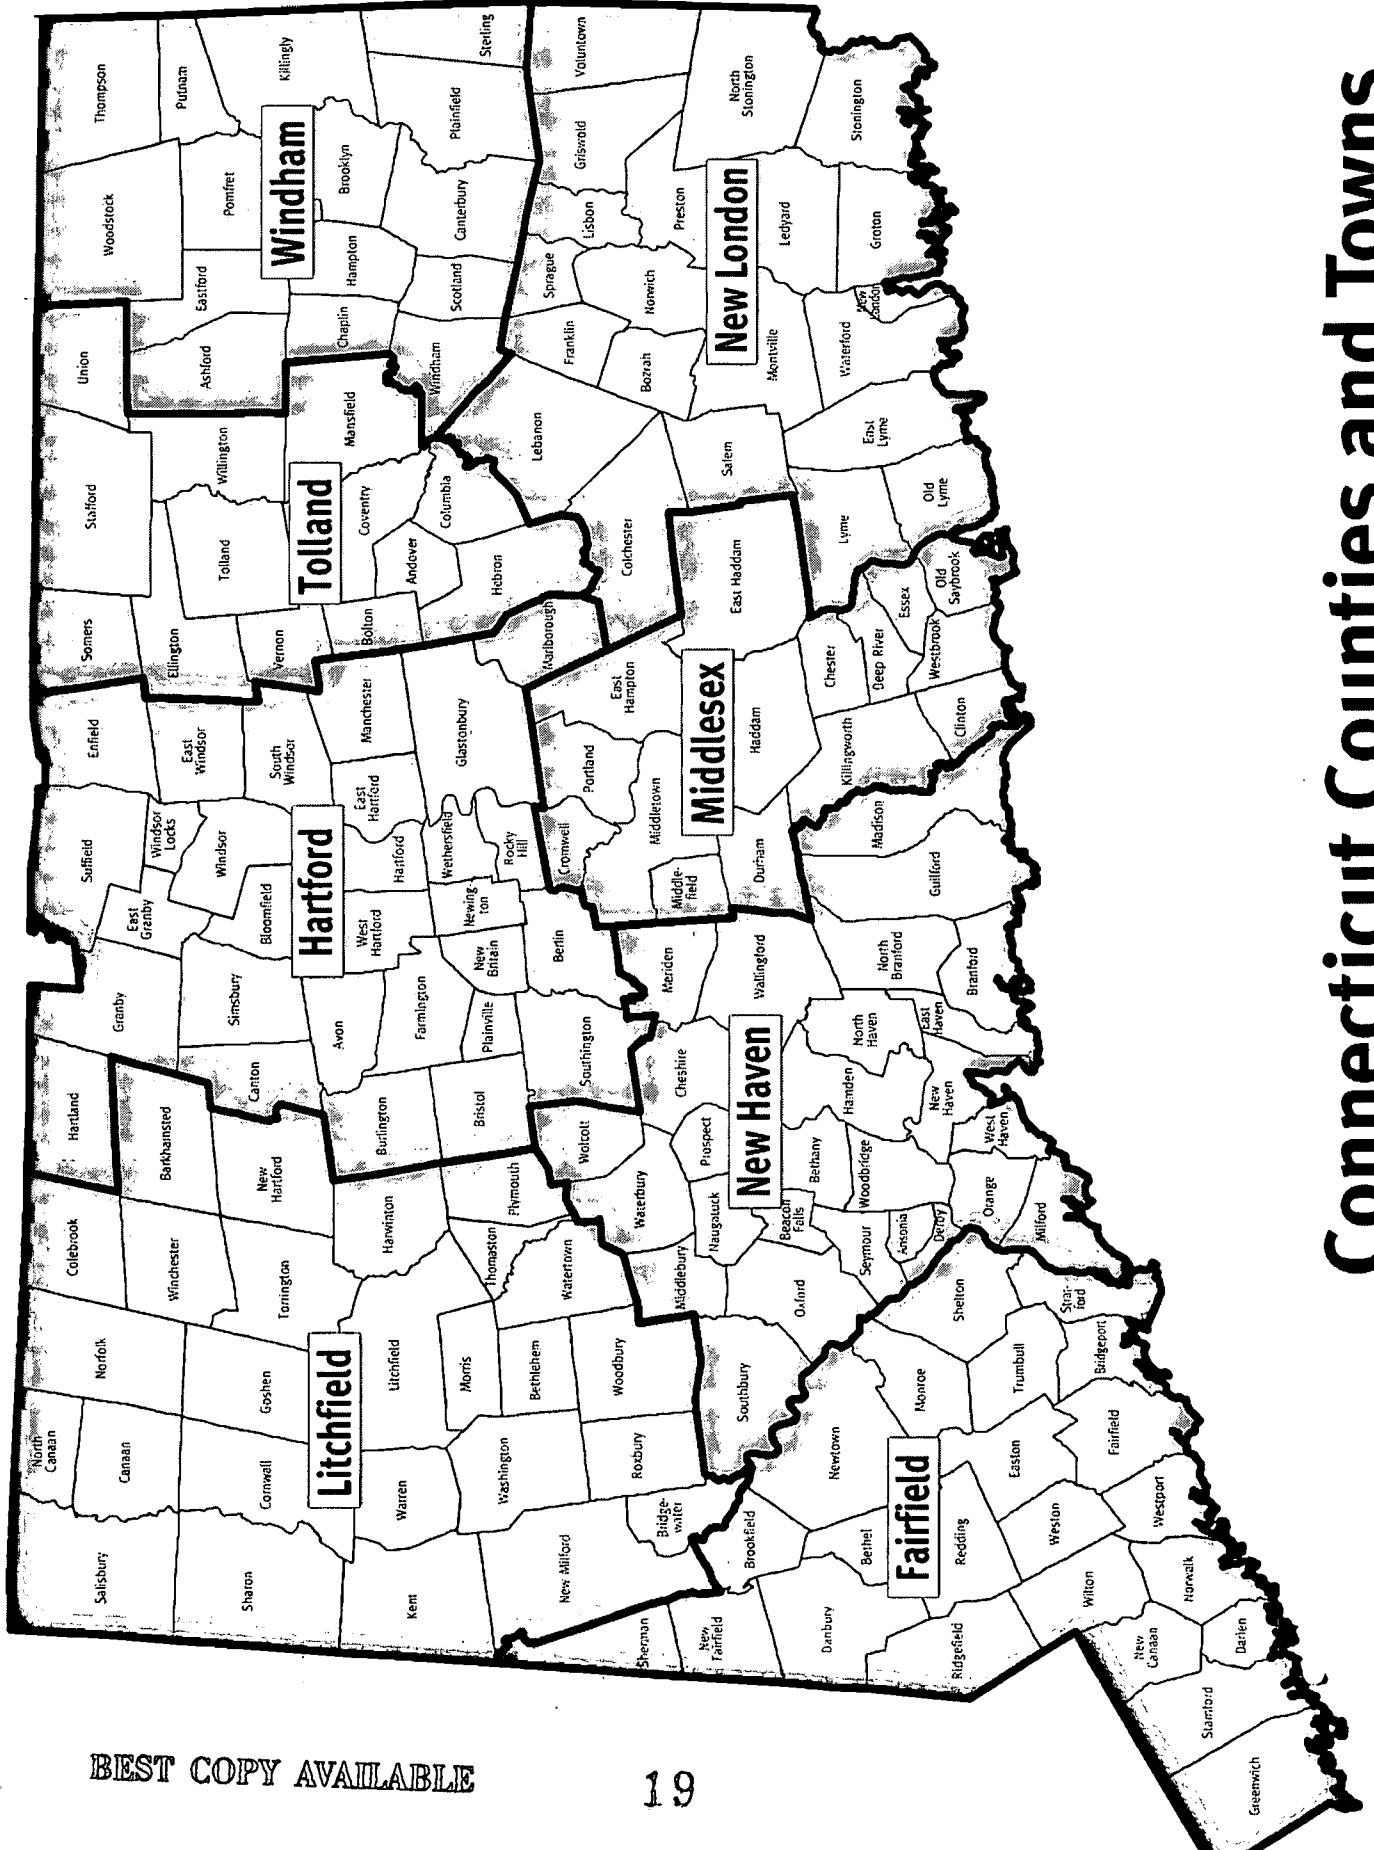 Connecticut Counties and Towns
Litchfield
Hartford
Tolland
Windham
Fairfield
New Haven
Middlesex
New London
Salisbury
North
Canaan
Canaan
Norfolk
Colebrook
Hartland
Granby
Suffield
Enfield
Somers
Stafford
Union
Woodstock
Thompson
Sharon
Cornwall
Goshen
Torrington
Winchester
Barkhamsted
New
Hartford
Canton
Simsbury
East
Granby
Windsor
Locks
Windsor
Bloomfield
East
Windsor
South
Windsor
Ellington
Vernon
Tolland
Willington
Ashford
Eastford
Pomfret
Putnam
Killingly
Kent
Warren
Litchfield
Morris
Harwinton
Burlington
Avon
Farmington
West
Hartford
Hartford
East
Hartford
Manchester
Bolton
Coventry
Mansfield
Chaplin
Hampton
Brooklyn
Sterling
Plainfield
Canterbury
Scotland
Windham
Columbia
Andover
Hebron
Glastonbury
Wethersfield
Rocky
Hill
Newing-
ton
New
Britain
Plainville
Bristol
Plymouth
Thomaston
Watertown
Bethlehem
Woodbury
Washington
Roxbury
Bridge-
water
New Milford
Sherman
New
Fairfield
Brookfield
Danbury
Bethel
Newtown
Southbury
Middlebury
Waterbury
Wolcott
Southington
Berlin
Cromwell
Portland
East
Hampton
Marlborough
Colchester
Lebanon
Franklin
Sprague
Lisbon
Griswold
Voluntown
Bozrah
Norwich
Preston
North
Stonington
Stonington
Ledyard
Groton
New
London
Waterford
Montville
Salem
East
Lyme
Old
Lyme
Lyme
East Haddam
Haddam
Middletown
Middle-
field
Durham
Chester
Deep River
Essex
Old
Saybrook
Westbrook
Killingworth
Clinton
Madison
Guilford
Meriden
Wallingford
North
Branford
Branford
East
Haven
North
Haven
Cheshire
Prospect
Naugatuck
Beacon
Falls
Bethany
Hamden
New
Haven
West
Haven
Woodbridge
Orange
Milford
Derby
Ansonia
Seymour
Oxford
Shelton
Strat-
ford
Bridgeport
Trumbull
Monroe
Easton
Fairfield
Redding
Weston
Westport
Ridgefield
Wilton
Norwalk
New
Canaan
Darien
Stamford
Greenwich
BEST COPY AVAILABLE
19